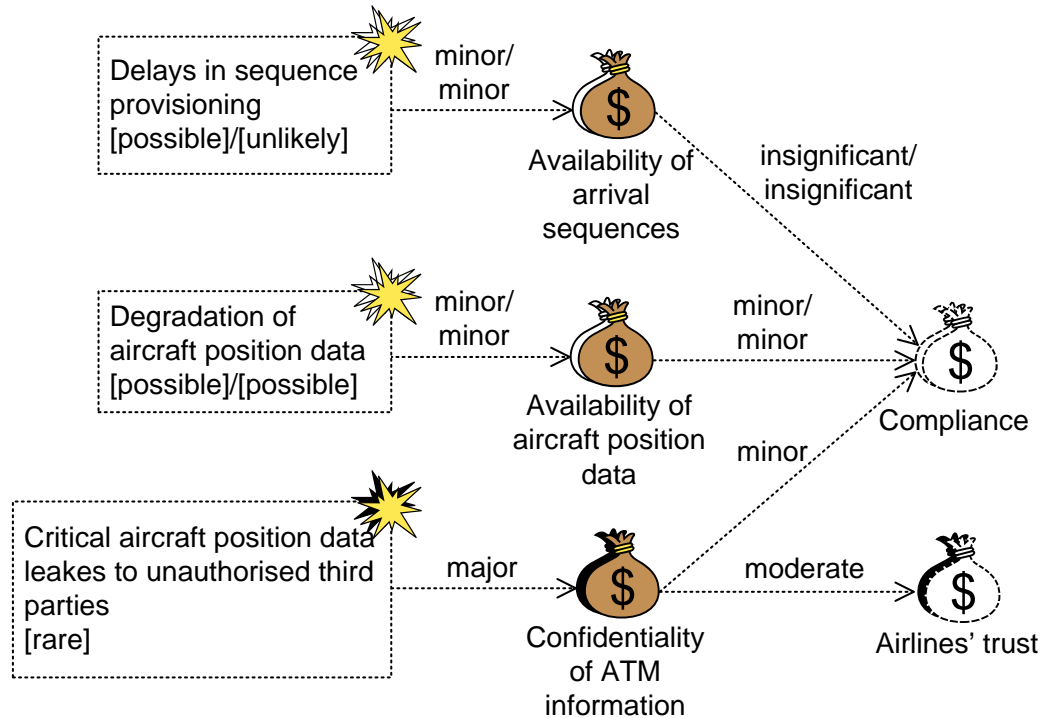 Delays in sequence
provisioning
[possible]/[unlikely]
minor/
minor
$
Availability of
arrival
sequences
insignificant/
insignificant
Degradation of
aircraft position data
[possible]/[possible]
minor/
minor
$
Availability of
aircraft position
data
minor/
minor
$
Compliance
minor
Critical aircraft position data
leakes to unauthorised third
parties
[rare]
major
$
Confidentiality
of ATM
information
moderate
$
Airlines’ trust